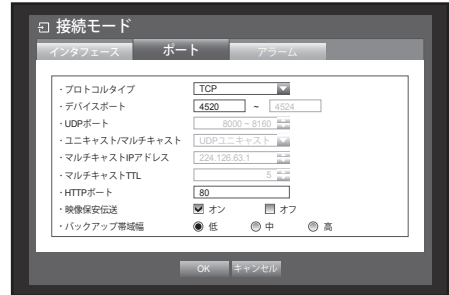 接続モード
インタフェース ポート アラーム
・プロトコルタイプ TCP
・デバイスポート 4520 ~ 4524
・UDPポート 8000 ~ 8160
・ユニキャスト/マルチキャスト UDPユニキャスト
・マルチキャストIPアドレス 224.126.63.1
・マルチキャストTTL 5
・HTTPポート 80
・映像保安伝送 オン オフ
・バックアップ帯域幅 低 中 高
OK キャンセル